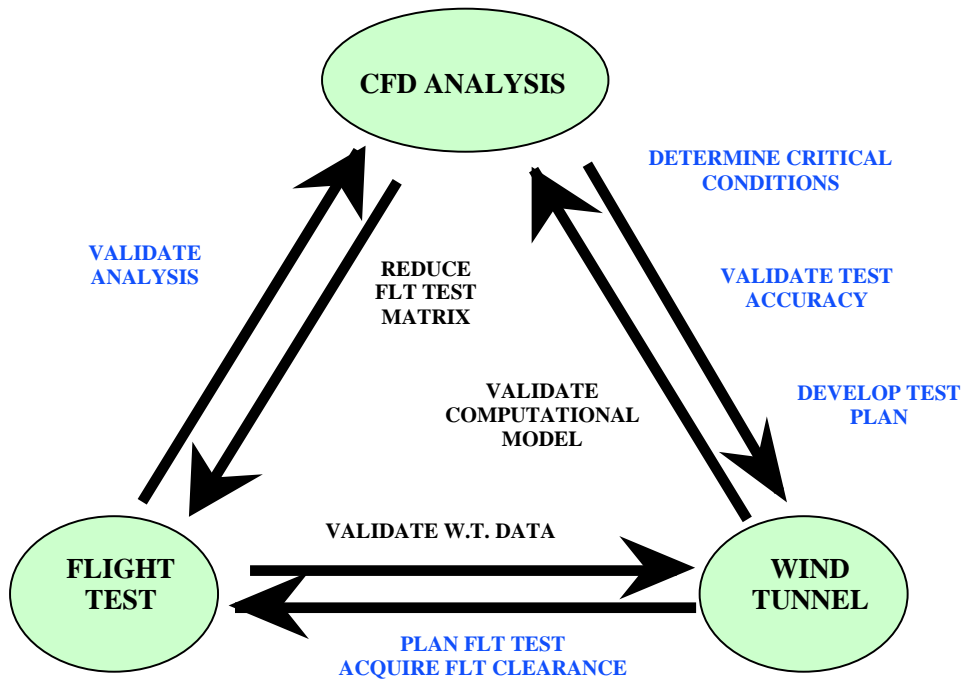 CFD ANALYSIS
DETERMINE CRITICAL
CONDITIONS
VALIDATE
ANALYSIS
REDUCE
FLT TEST
MATRIX
VALIDATE TEST
ACCURACY
VALIDATE
COMPUTATIONAL
MODEL
DEVELOP TEST
PLAN
VALIDATE W.T. DATA
FLIGHT
TEST
WIND
TUNNEL
PLAN FLT TEST
ACQUIRE FLT CLEARANCE